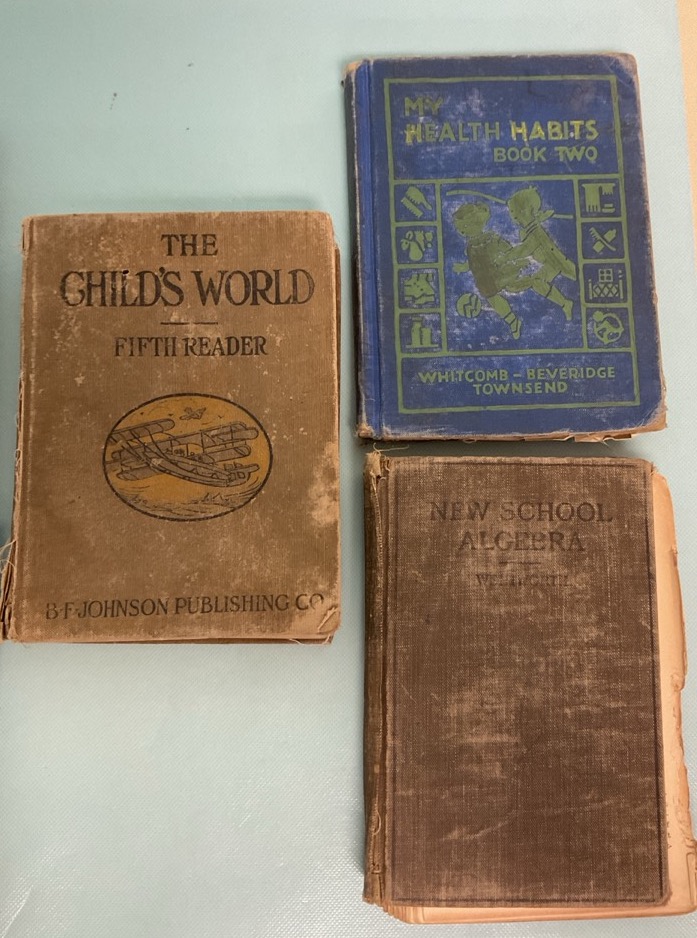 THE
CHILD'S WORLD
FIFTH READER
B·F·JOHNSON PUBLISHING CO
MY
HEALTH HABITS
BOOK TWO
WHITCOMB - BEVERIDGE
TOWNSEND
NEW SCHOOL
ALGEBRA
WENTWORTH